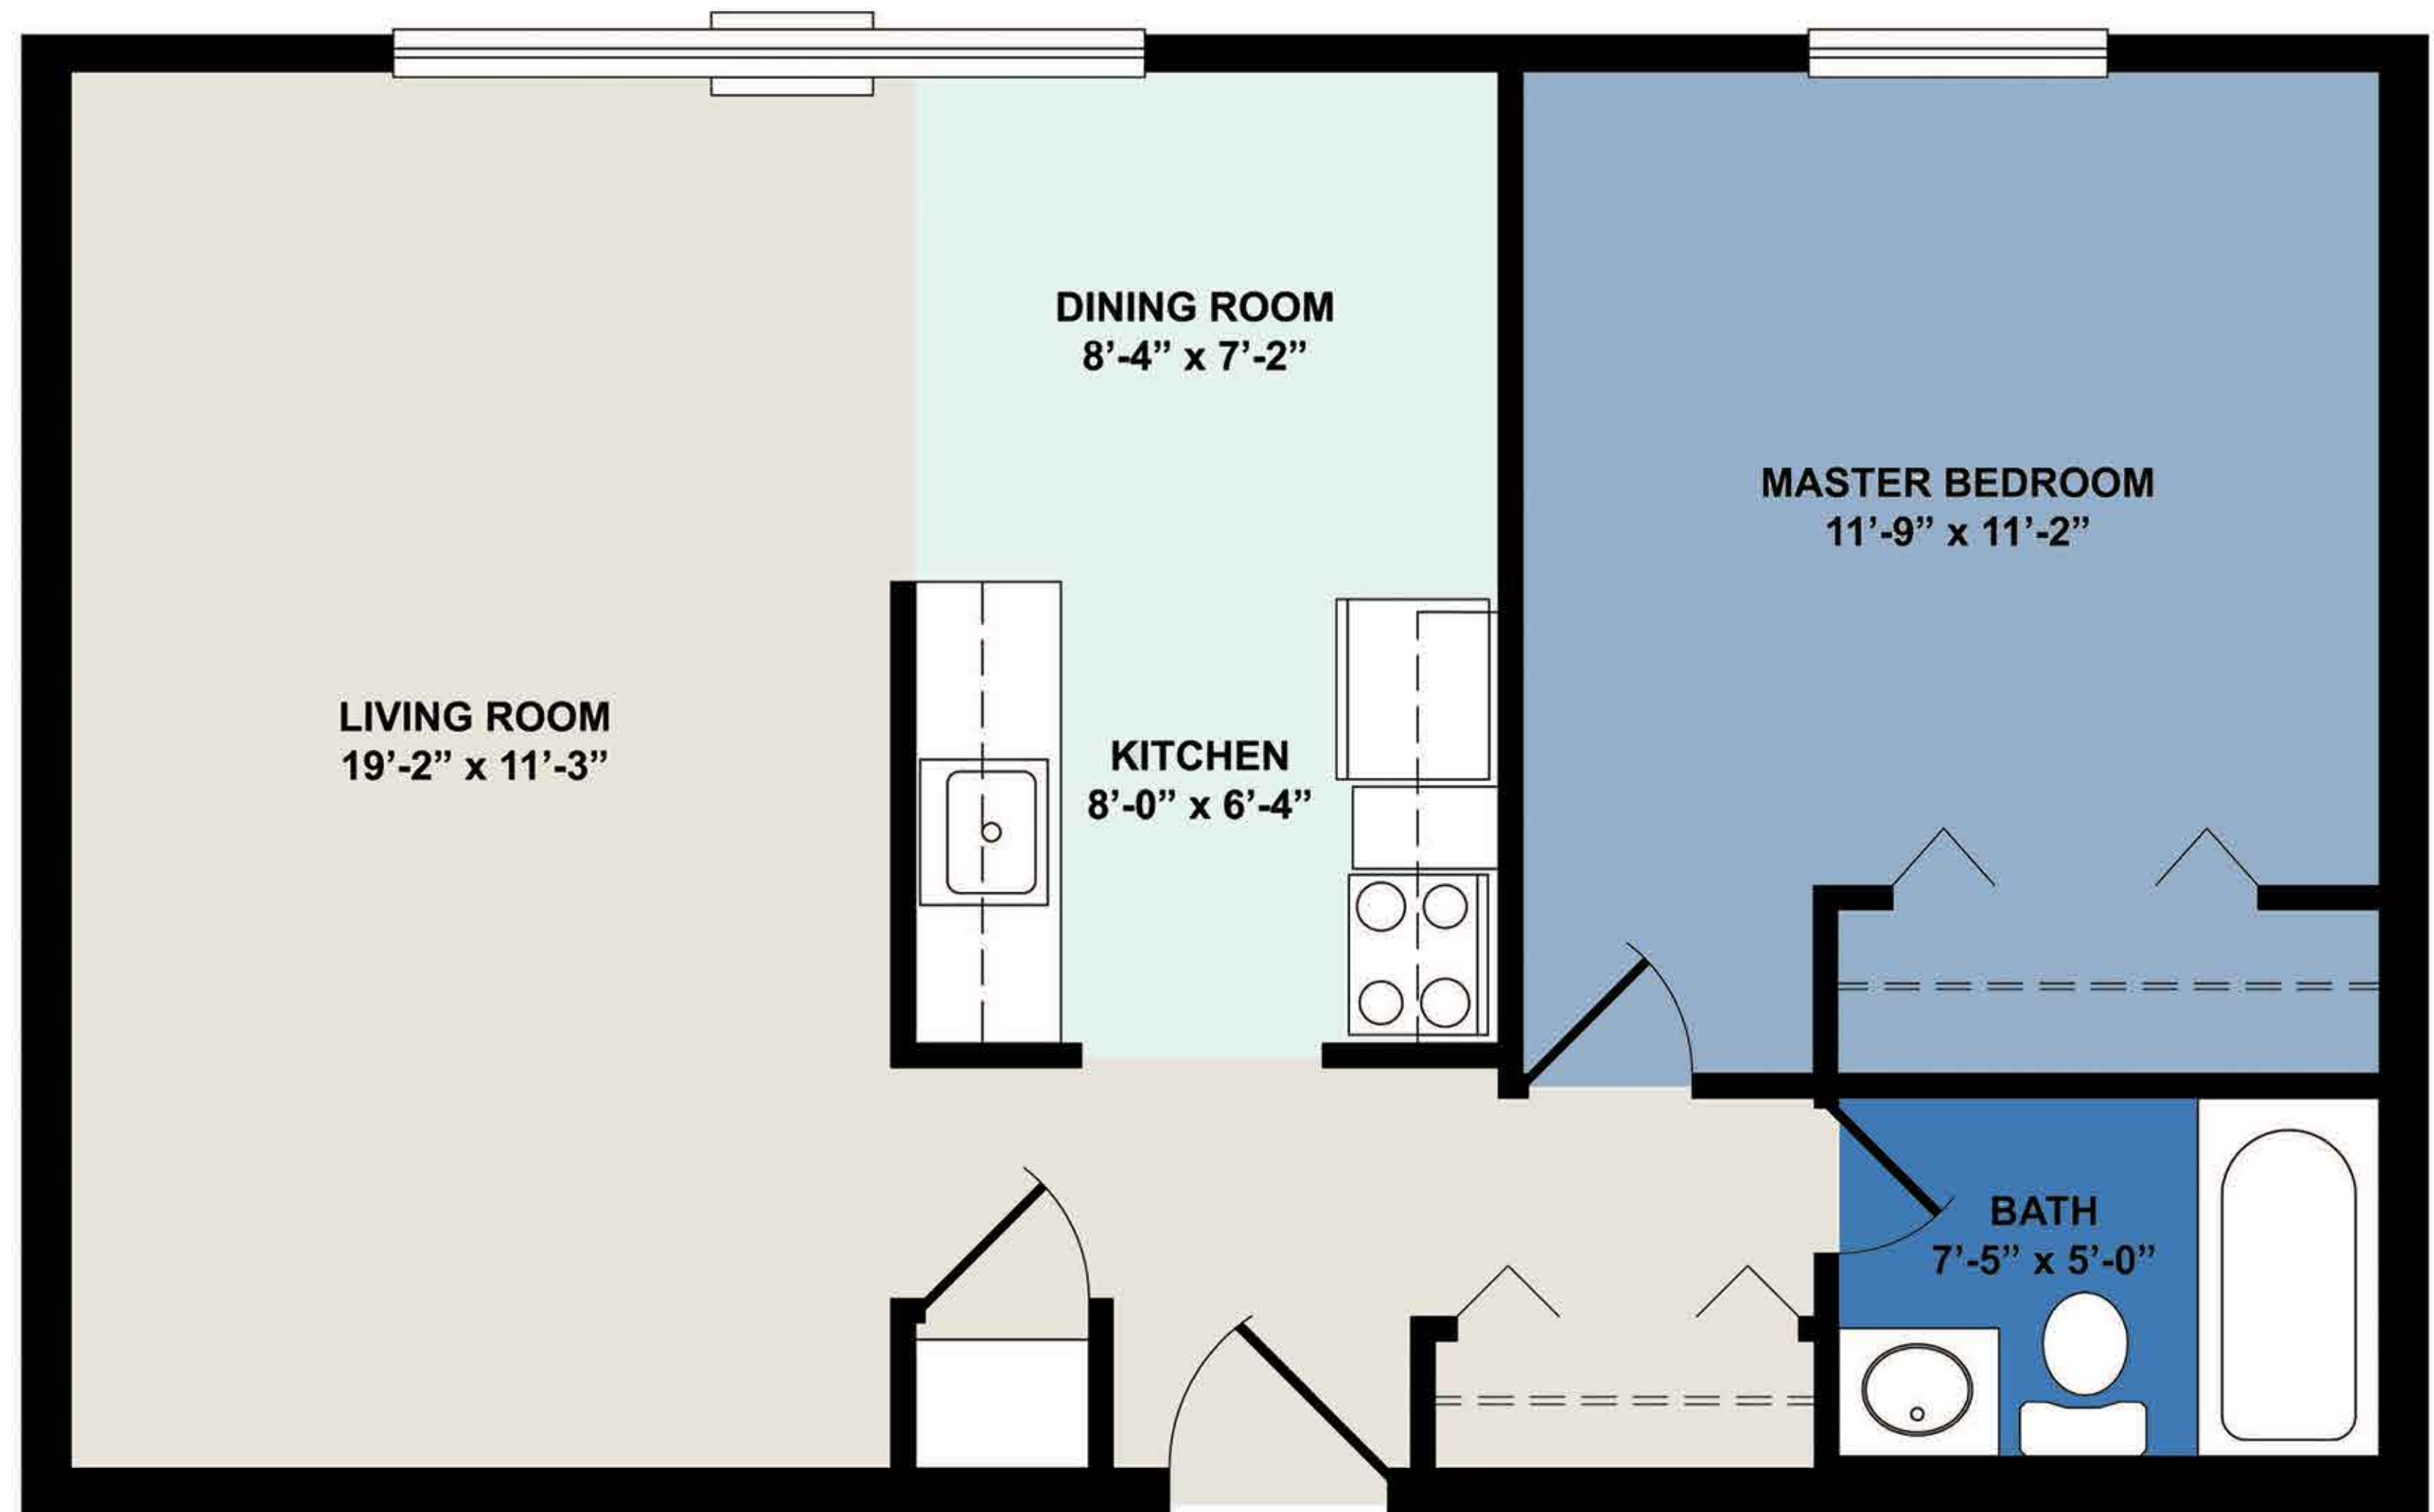 DINING ROOM
8’-4” x 7’-2”
MASTER BEDROOM
11’-9” x 11’-2”
LIVING ROOM
19’-2” x 11’-3”
KITCHEN
8’-0” x 6’-4”
BATH
7’-5” x 5’-0”